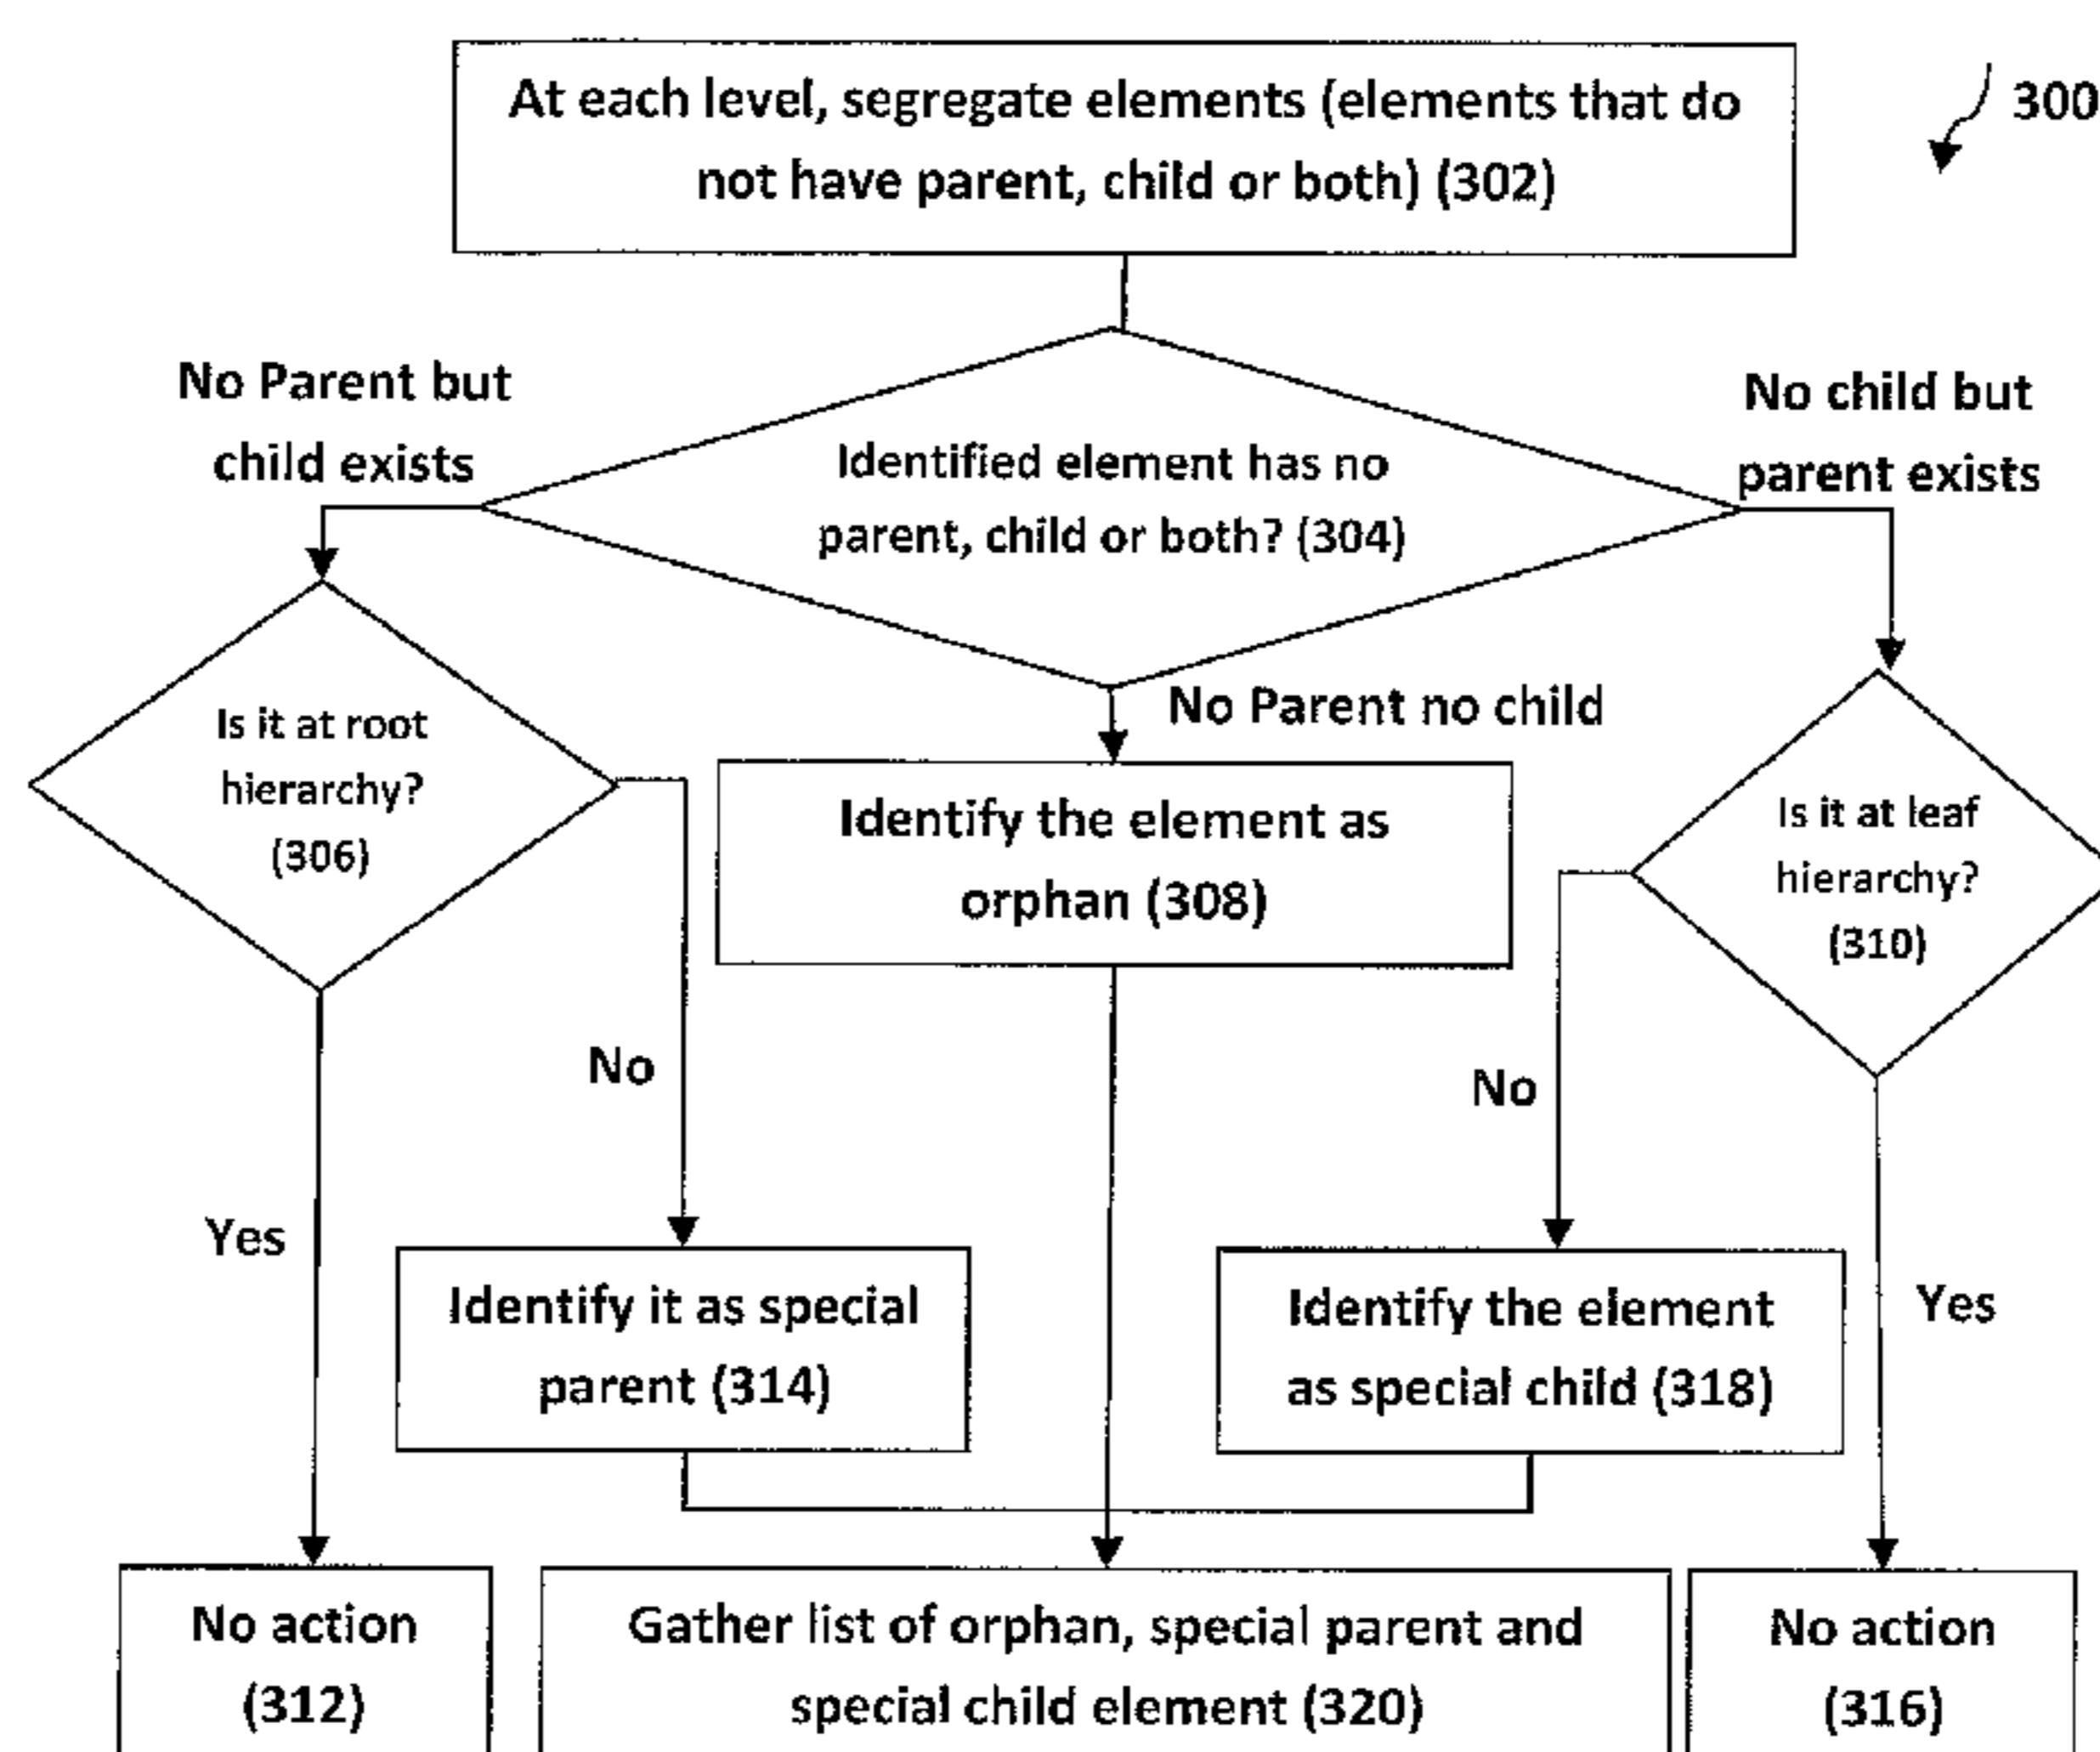 At each level, segregate elements (elements that do
not have parent, child or both) (302)
300
No Parent but
child exists
Identified element has no
parent, child or both? (304)
No child but
parent exists
No Parent no child
Is it at root
hierarchy?
(306)
Identify the element as
orphan (308)
Is it at leaf
hierarchy?
(310)
No
No
Yes
Identify it as special
parent (314)
Identify the element
as special child (318)
Yes
No action
(312)
Gather list of orphan, special parent and
special child element (320)
No action
(316)